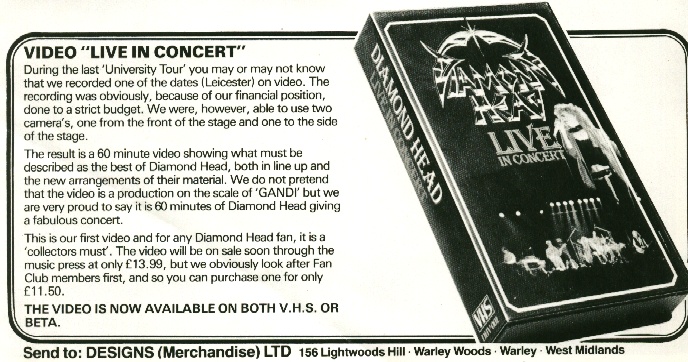 VIDEO "LIVE IN CONCERT"
During the last 'University Tour' you may or may not know
that we recorded one of the dates (Leicester) on video. The
recording was obviously, because of our financial position,
done to a strict budget. We were, however, able to use two
camera's, one from the front of the stage and one to the side
of the stage.
The result is a 60 minute video showing what must be
described as the best of Diamond Head, both in line up and
the new arrangements of their material. We do not pretend
that the video is a production on the scale of 'GANDI' but we
are very proud to say it is 60 minutes of Diamond Head giving
a fabulous concert.
This is our first video and for any Diamond Head fan, it is a
'collectors must'. The video will be on sale soon through the
music press at only £13.99, but we obviously look after Fan
Club members first, and so you can purchase one for only
£11.50.
THE VIDEO IS NOW AVAILABLE ON BOTH V.H.S. OR
BETA.
DIAMOND HEAD
LIVE IN CONCERT
DIAMOND
HEAD
LIVE
IN CONCERT
VHS
Send to: DESIGNS (Merchandise) LTD 156 Lightwoods Hill · Warley Woods · Warley · West Midlands